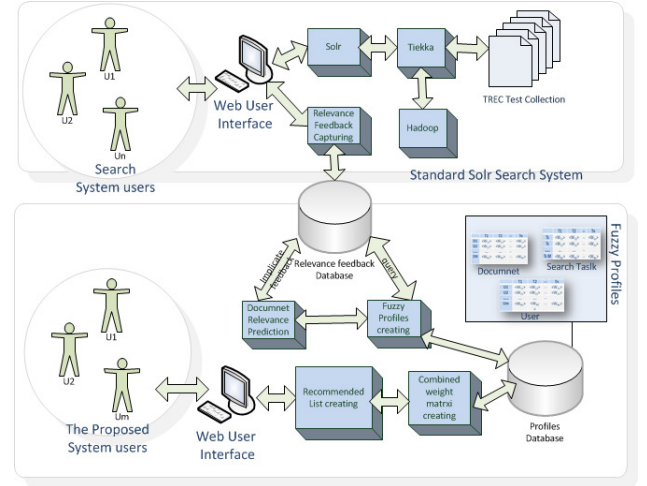 U1
U2
Un
Search
System users
Web User
Interface
Solr
Tiekka
TREC Test Collection
Relevance
Feedback
Capturing
Hadoop
Standard Solr Search System
Relevance feedback
Database
Implicate
feedback
query
Documnet
Relevance
Prediction
Fuzzy
Profiles
creating
Documnet
Search Taslk
User
Fuzzy Profiles
U1
U2
Um
The Proposed
System users
Web User
Interface
Recommended
List creating
Combined
weight
matrxi
creating
Profiles
Database